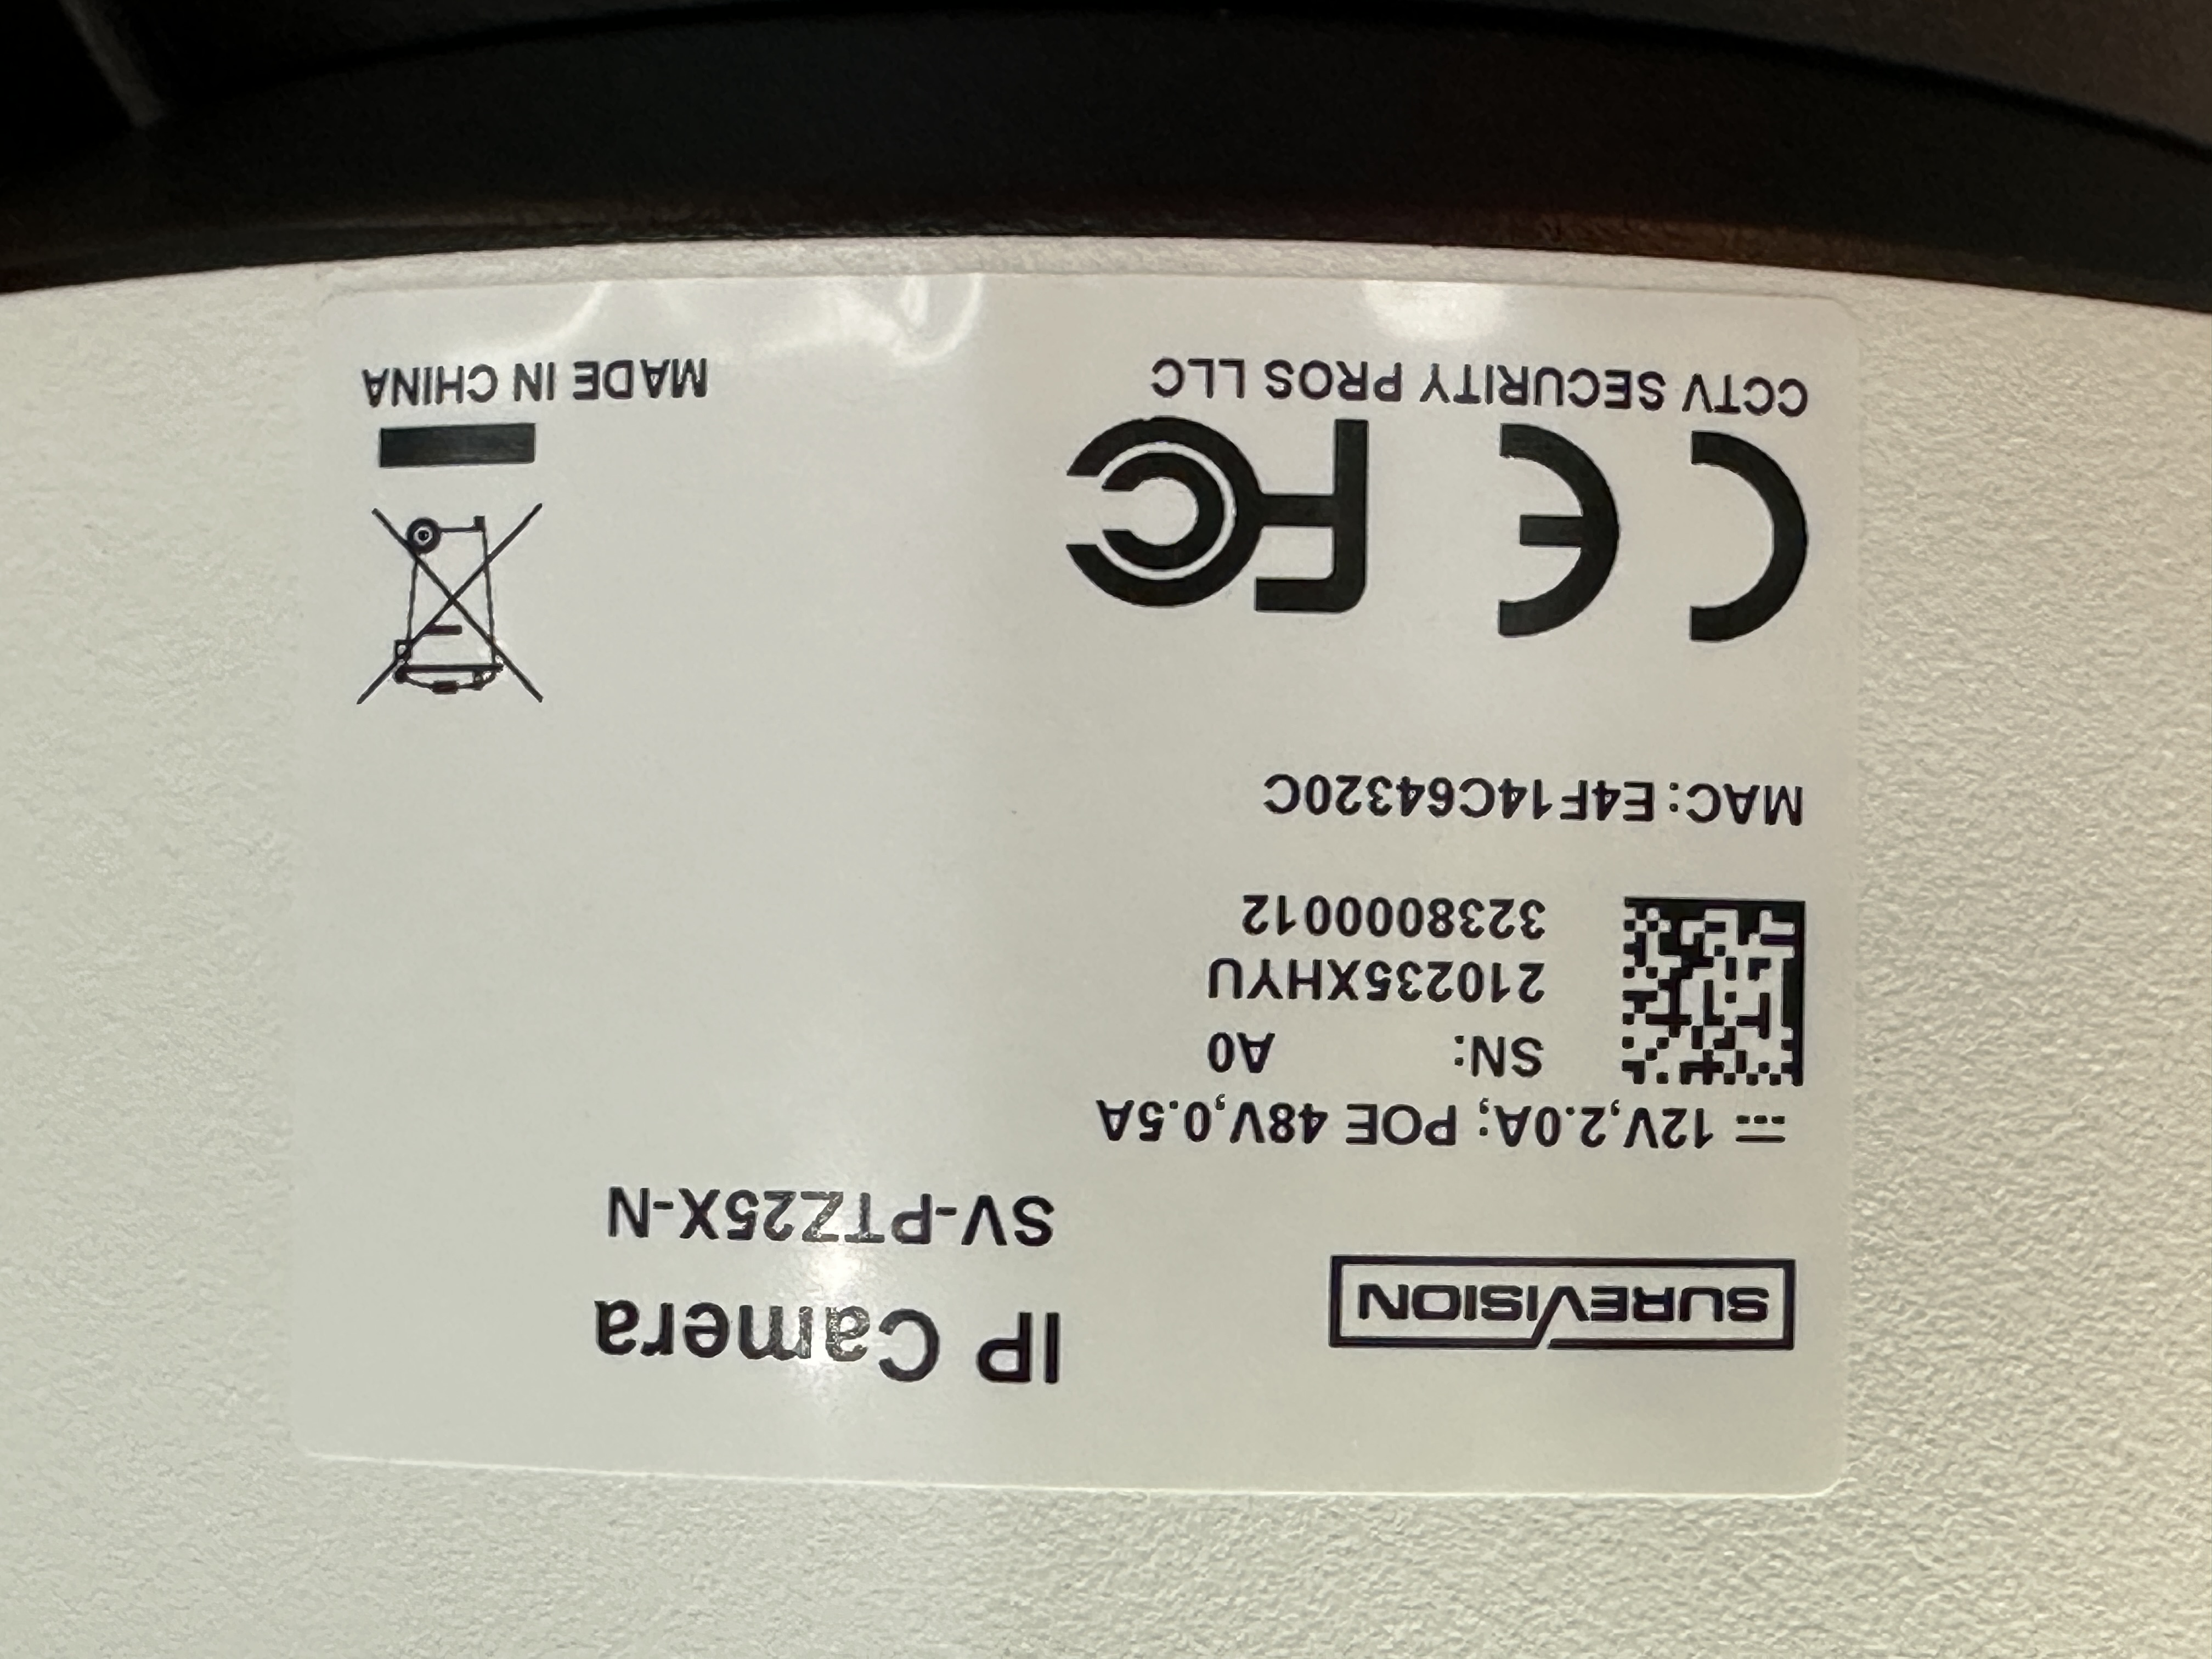 SUREVISION
IP Camera
SV-PTZ25X-N
12V,2.0A; POE 48V,0.5A
SN: A0
210235XHYU
3238000012
MAC:E4F14C64320C
CE FC
CCTV SECURITY PROS LLC
MADE IN CHINA